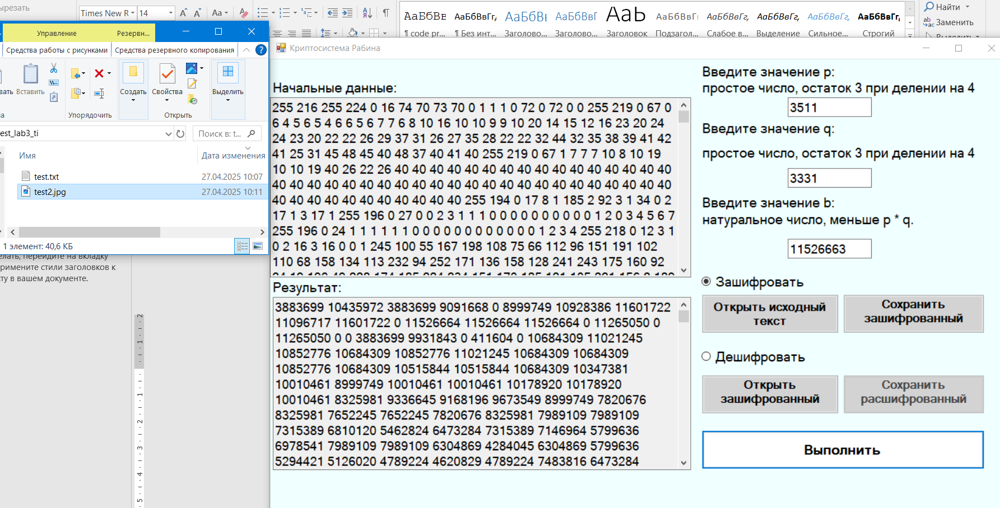 ырезать
Times New R
14
Aa
АаБбВв
АаБбВвГг,
АаБбВв
АаБбВвГ
АаЬ
АаБбВвГг
АаБбВвГг,
АаБбВвГг,
АаБбВвГг,
АаБбВвГг,
¶ code pr...
¶ Без инт...
Заголово...
Заголово...
Заголовок
Подзагол...
Слабое в...
Выделение
Сильное...
Строгий
Найти
Заменить
Выделить
Управление
Резервн...
Средства работы с рисунками
Средства резервного копирования
вать
Вставить
Упорядочить
Создать
Свойства
Открыть
Выделить
est_lab3_ti
Поиск в: t...
Имя
Дата изменения
test.txt
27.04.2025 10:07
test2.jpg
27.04.2025 10:11
1 элемент: 40,6 КБ
елать, перейдите на вкладку
римените стили заголовков к
сту в вашем документе.
Криптосистема Рабина
Начальные данные:
255 216 255 224 0 16 74 70 73 70 0 1 1 1 0 72 0 72 0 0 255 219 0 67 0
6 4 5 6 5 4 6 6 5 6 7 7 6 8 10 16 10 10 9 9 10 20 14 15 12 16 23 20 24
24 23 20 22 22 26 29 37 31 26 27 35 28 22 22 32 44 32 35 38 39 41 42
41 25 31 45 48 45 40 48 37 40 41 40 255 219 0 67 1 7 7 7 10 8 10 19
10 10 19 40 26 22 26 40 40 40 40 40 40 40 40 40 40 40 40 40 40 40 40
40 40 40 40 40 40 40 40 40 40 40 40 40 40 40 40 40 40 40 40 40 40 40
40 40 40 40 40 40 40 40 40 40 40 255 194 0 17 8 1 185 2 92 3 1 34 0 2
17 1 3 17 1 255 196 0 27 0 0 2 3 1 1 1 0 0 0 0 0 0 0 0 0 0 1 2 0 3 4 5 6 7
255 196 0 24 1 1 1 1 1 1 0 0 0 0 0 0 0 0 0 0 0 0 1 2 3 4 255 218 0 12 3 1
0 2 16 3 16 0 0 1 245 100 55 167 198 108 75 66 112 96 151 191 102
110 68 158 134 113 232 94 252 171 136 158 128 241 243 175 160 92
Результат:
3883699 10435972 3883699 9091668 0 8999749 10928386 11601722
11096717 11601722 0 11526664 11526664 11526664 0 11265050 0
11265050 0 0 3883699 9931843 0 411604 0 10684309 11021245
10852776 10684309 10852776 11021245 10684309 10684309
10852776 10684309 10515844 10515844 10684309 10347381
10010461 8999749 10010461 10010461 10178920 10178920
10010461 8325981 9336645 9168196 9673549 8999749 7820676
8325981 7652245 7652245 7820676 8325981 7989109 7989109
7315389 6810120 5462824 6473284 7315389 7146964 5799636
6978541 7989109 7989109 6304869 4284045 6304869 5799636
5294421 5126020 4789224 4620829 4789224 7483816 6473284
Введите значение p:
простое число, остаток 3 при делении на 4
3511
Введите значение q:
простое число, остаток 3 при делении на 4
3331
Введите значение b:
натуральное число, меньше p * q.
11526663
Зашифровать
Открыть исходный
текст
Сохранить
зашифрованный
Дешифровать
Открыть
зашифрованный
Сохранить
расшифрованный
Выполнить